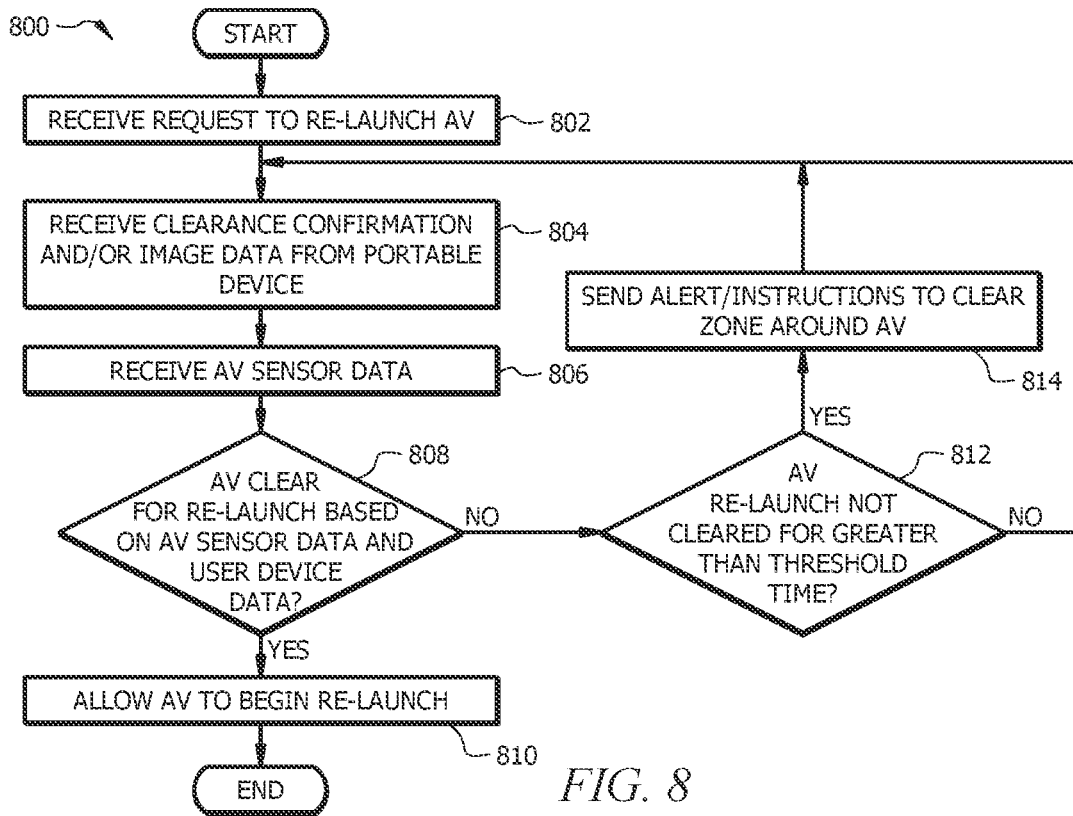 800
START
RECEIVE REQUEST TO RE-LAUNCH AV
802
RECEIVE CLEARANCE CONFIRMATION
AND/OR IMAGE DATA FROM PORTABLE
DEVICE
804
RECEIVE AV SENSOR DATA
806
AV CLEAR
FOR RE-LAUNCH BASED
ON AV SENSOR DATA AND
USER DEVICE
DATA?
808
NO
YES
ALLOW AV TO BEGIN RE-LAUNCH
810
END
AV
RE-LAUNCH NOT
CLEARED FOR GREATER
THAN THRESHOLD
TIME?
812
NO
YES
SEND ALERT/INSTRUCTIONS TO CLEAR
ZONE AROUND AV
814
FIG. 8